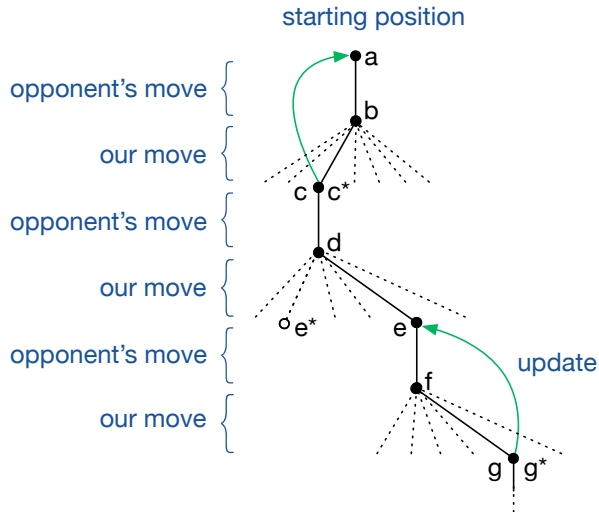 starting position
a
opponent's move
b
our move
c c*
opponent's move
d
our move
e* e
opponent's move
update
f
our move
g g*